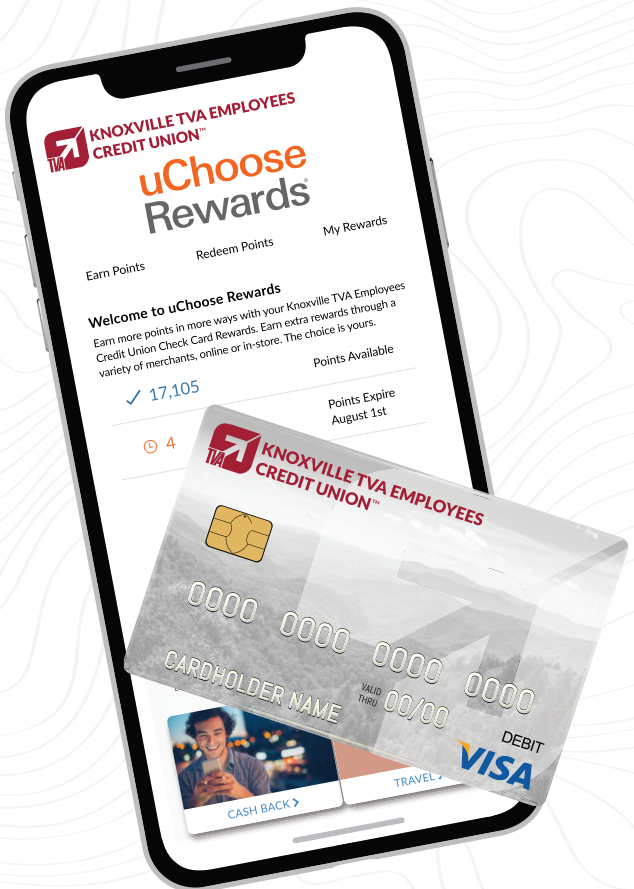 TVA
KNOXVILLE TVA EMPLOYEES
CREDIT UNION™
uChoose
Rewards®
Earn Points
Redeem Points
My Rewards
Welcome to uChoose Rewards
Earn more points in more ways with your Knoxville TVA Employees
Credit Union Check Card Rewards. Earn extra rewards through a
variety of merchants, online or in-store. The choice is yours.
17,105
Points Available
4
Points Expire
August 1st
TVA
KNOXVILLE TVA EMPLOYEES
CREDIT UNION™
0000 0000 0000 0000
CARDHOLDER NAME
VALID
THRU
00/00
DEBIT
VISA
CASH BACK >
TRAVEL